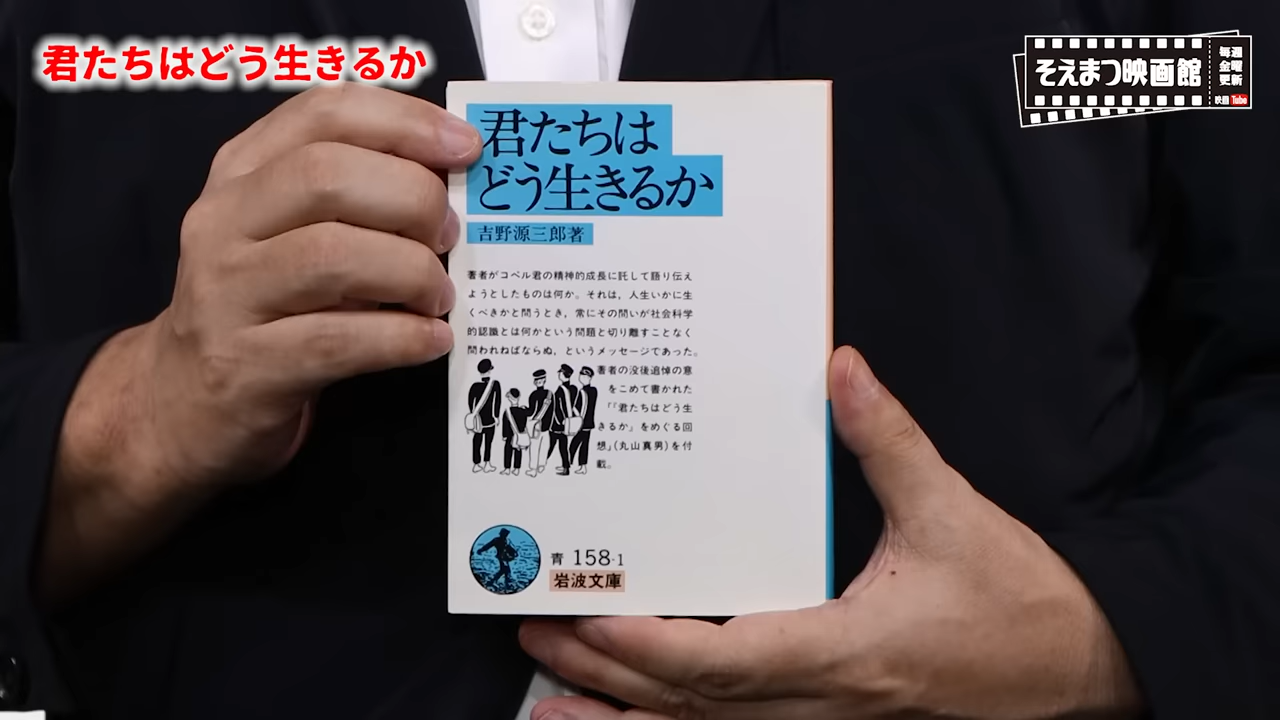 君たちはどう生きるか
そえまつ映画館
毎週
金曜
更新
映画Tube
君たちは
どう生きるか
吉野源三郎著
著者がコペル君の精神的成長に託して語り伝え
ようとしたものは何か。それは、人生いかに生
くべきかと問うとき、常にその問いが社会科学
的認識とは何かという問題と切り離すことなく
問われねばならぬ、というメッセージであった。
著者の没後追悼の意
をこめて書かれた
「『君たちはどう生
きるか』をめぐる回
想」(丸山真男)を付
載。
青 158-1
岩波文庫